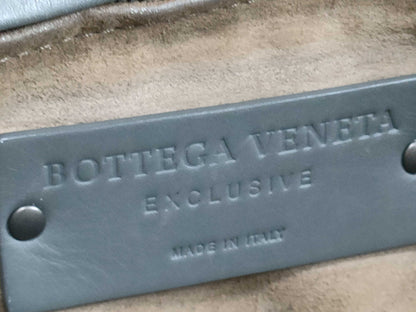 BOTTEGA VENETA
EXCLUSIVE
MADE IN ITALY